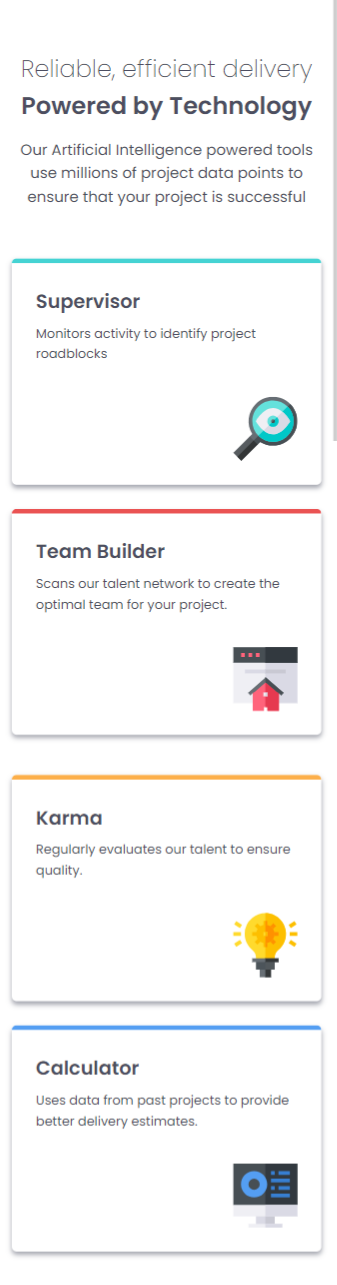 Reliable, efficient delivery
Powered by Technology
Our Artificial Intelligence powered tools
use millions of project data points to
ensure that your project is successful
Supervisor
Monitors activity to identify project
roadblocks
Team Builder
Scans our talent network to create the
optimal team for your project.
Karma
Regularly evaluates our talent to ensure
quality.
Calculator
Uses data from past projects to provide
better delivery estimates.